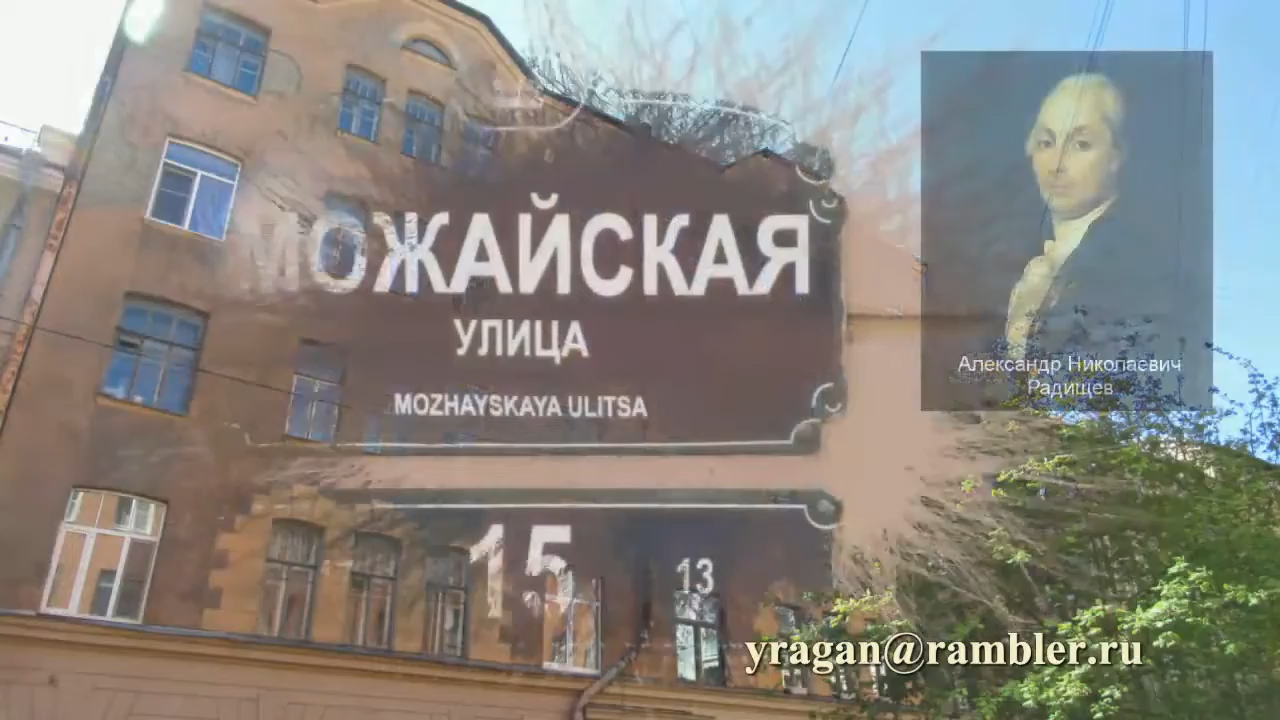 МОЖАЙСКАЯ
УЛИЦА
MOZHAYSKAYA ULITSA
15
13
Александр Николаевич
Радищев
yragan@rambler.ru